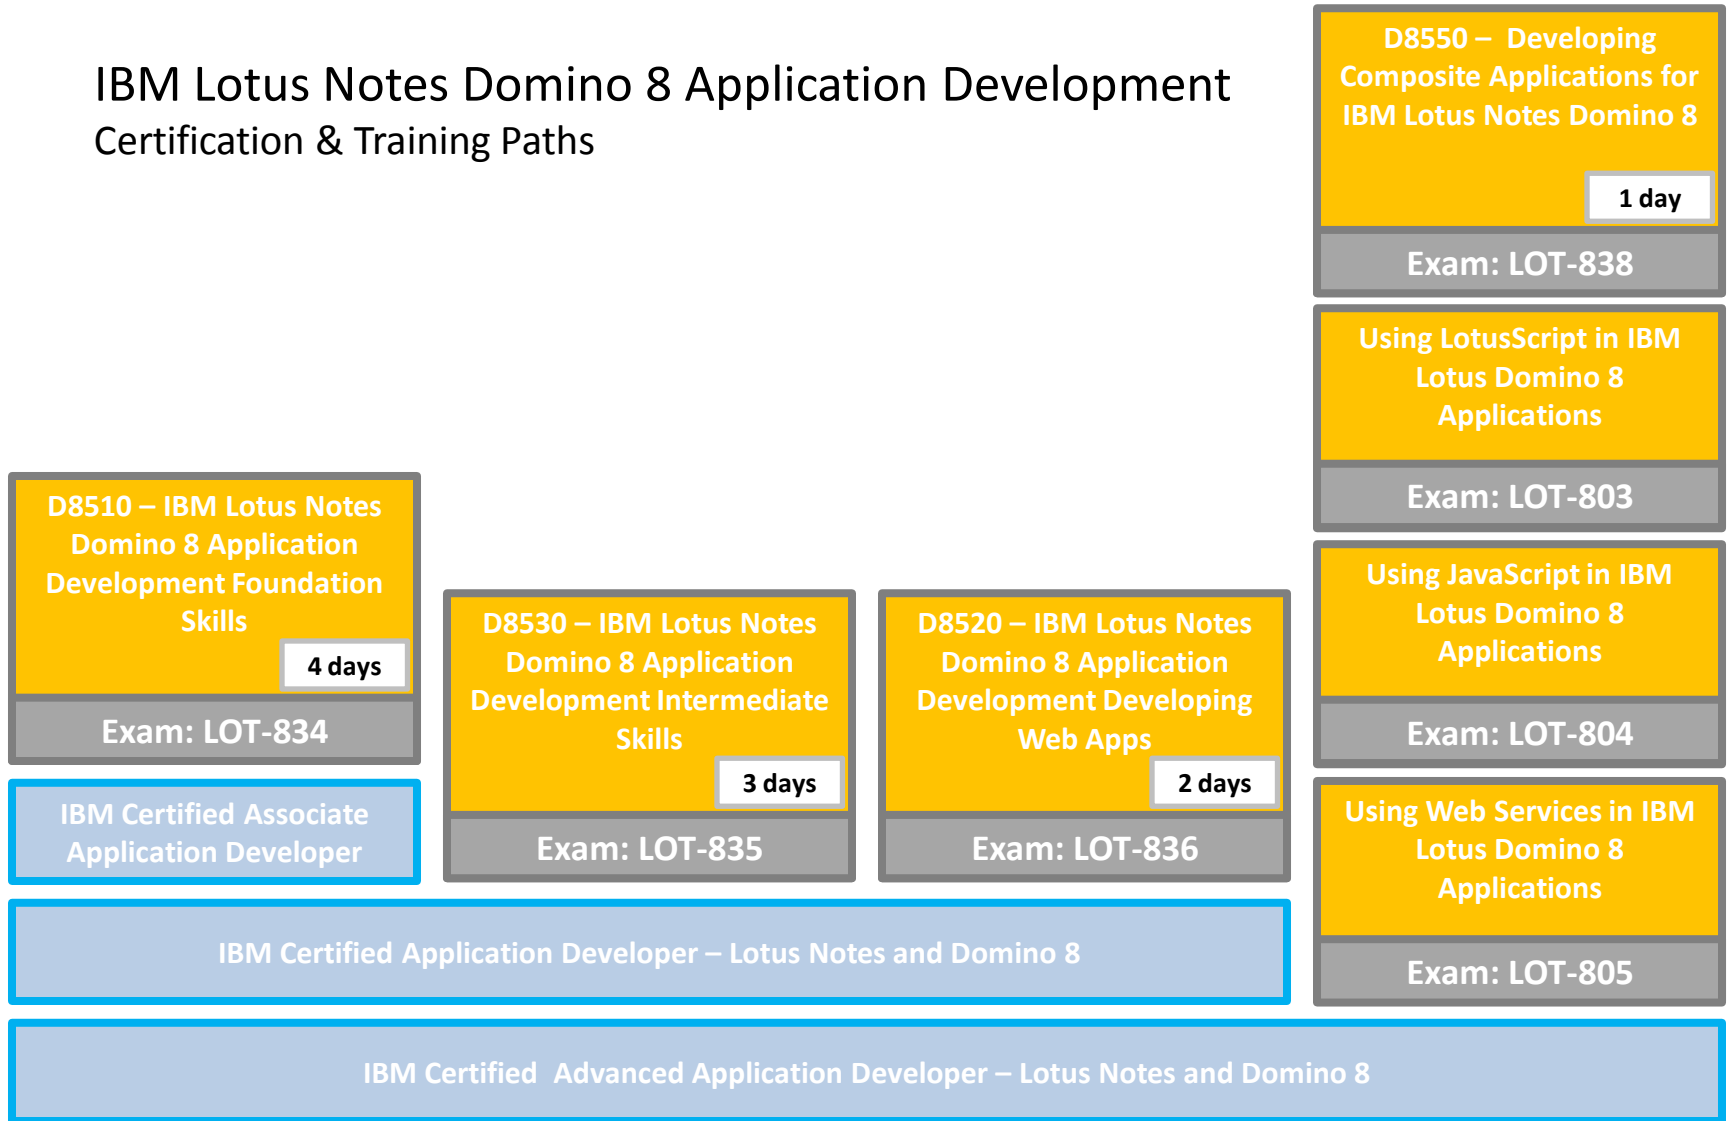 IBM Lotus Notes Domino 8 Application Development
Certification & Training Paths
D8550 – Developing
Composite Applications for
IBM Lotus Notes Domino 8
1 day
Exam: LOT-838
Using LotusScript in IBM
Lotus Domino 8
Applications
Exam: LOT-803
Using JavaScript in IBM
Lotus Domino 8
Applications
Exam: LOT-804
Using Web Services in IBM
Lotus Domino 8
Applications
Exam: LOT-805
D8510 – IBM Lotus Notes
Domino 8 Application
Development Foundation
Skills
4 days
Exam: LOT-834
IBM Certified Associate
Application Developer
D8530 – IBM Lotus Notes
Domino 8 Application
Development Intermediate
Skills
3 days
Exam: LOT-835
D8520 – IBM Lotus Notes
Domino 8 Application
Development Developing
Web Apps
2 days
Exam: LOT-836
IBM Certified Application Developer – Lotus Notes and Domino 8
IBM Certified  Advanced Application Developer – Lotus Notes and Domino 8